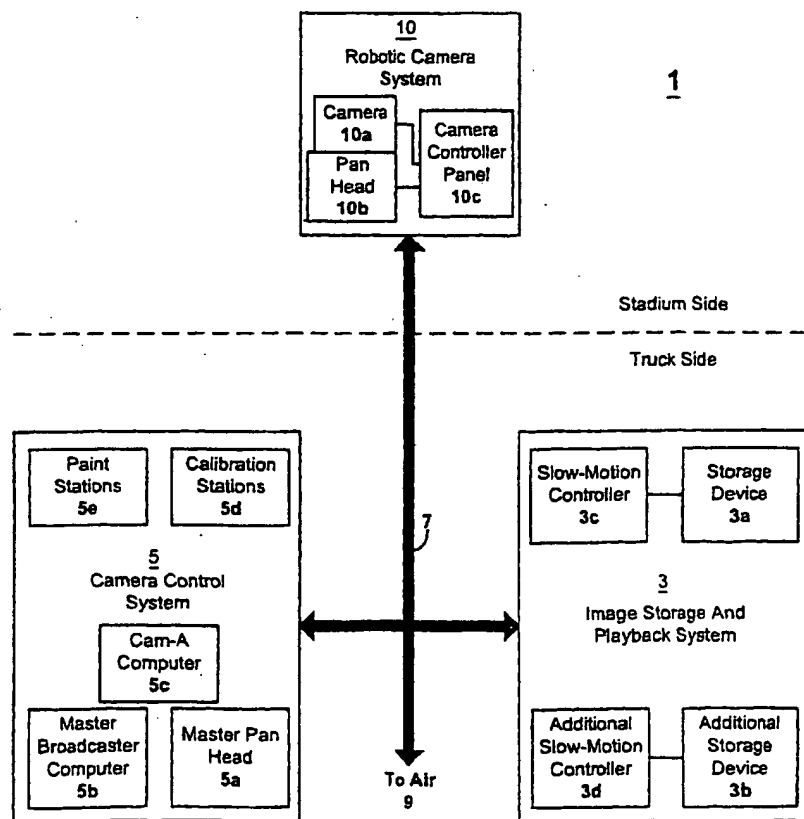 10
Robotic Camera
System
1
Camera
10a
Pan
Head
10b
Camera
Controller
Panel
10c
Stadium Side
Truck Side
Paint
Stations
5e
Calibration
Stations
5d
5
Camera Control
System
Cam-A
Computer
5c
Master
Broadcaster
Computer
5b
Master Pan
Head
5a
7
To Air
9
Slow-Motion
Controller
3c
Storage
Device
3a
3
Image Storage And
Playback System
Additional
Slow-Motion
Controller
3d
Additional
Storage
Device
3b